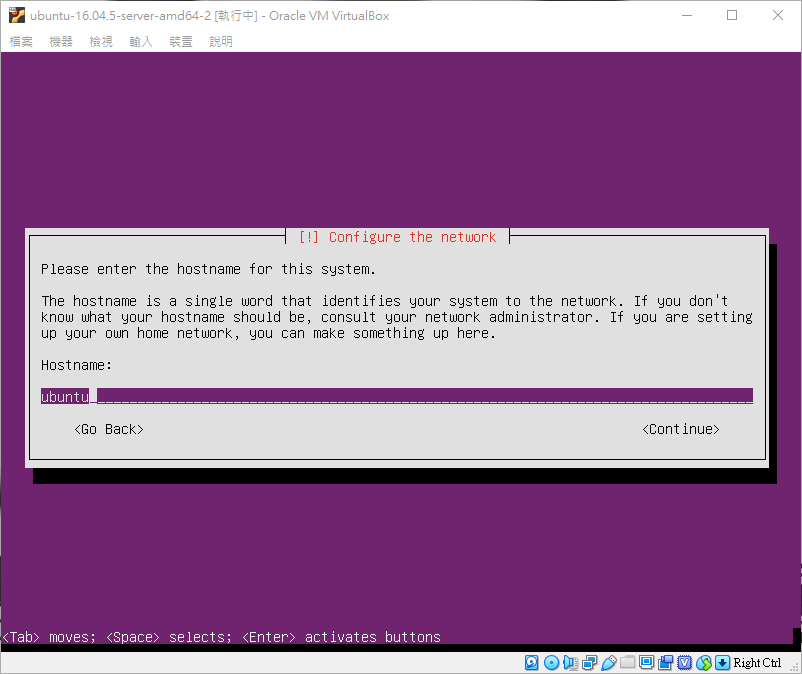 ubuntu-16.04.5-server-amd64-2 [執行中] - Oracle VM VirtualBox
檔案 機器 檢視 輸入 裝置 說明
[!] Configure the network
Please enter the hostname for this system.
The hostname is a single word that identifies your system to the network. If you don't
know what your hostname should be, consult your network administrator. If you are setting
up your own home network, you can make something up here.
Hostname:
ubuntu
<Go Back> <Continue>
<Tab> moves; <Space> selects; <Enter> activates buttons
Right Ctrl